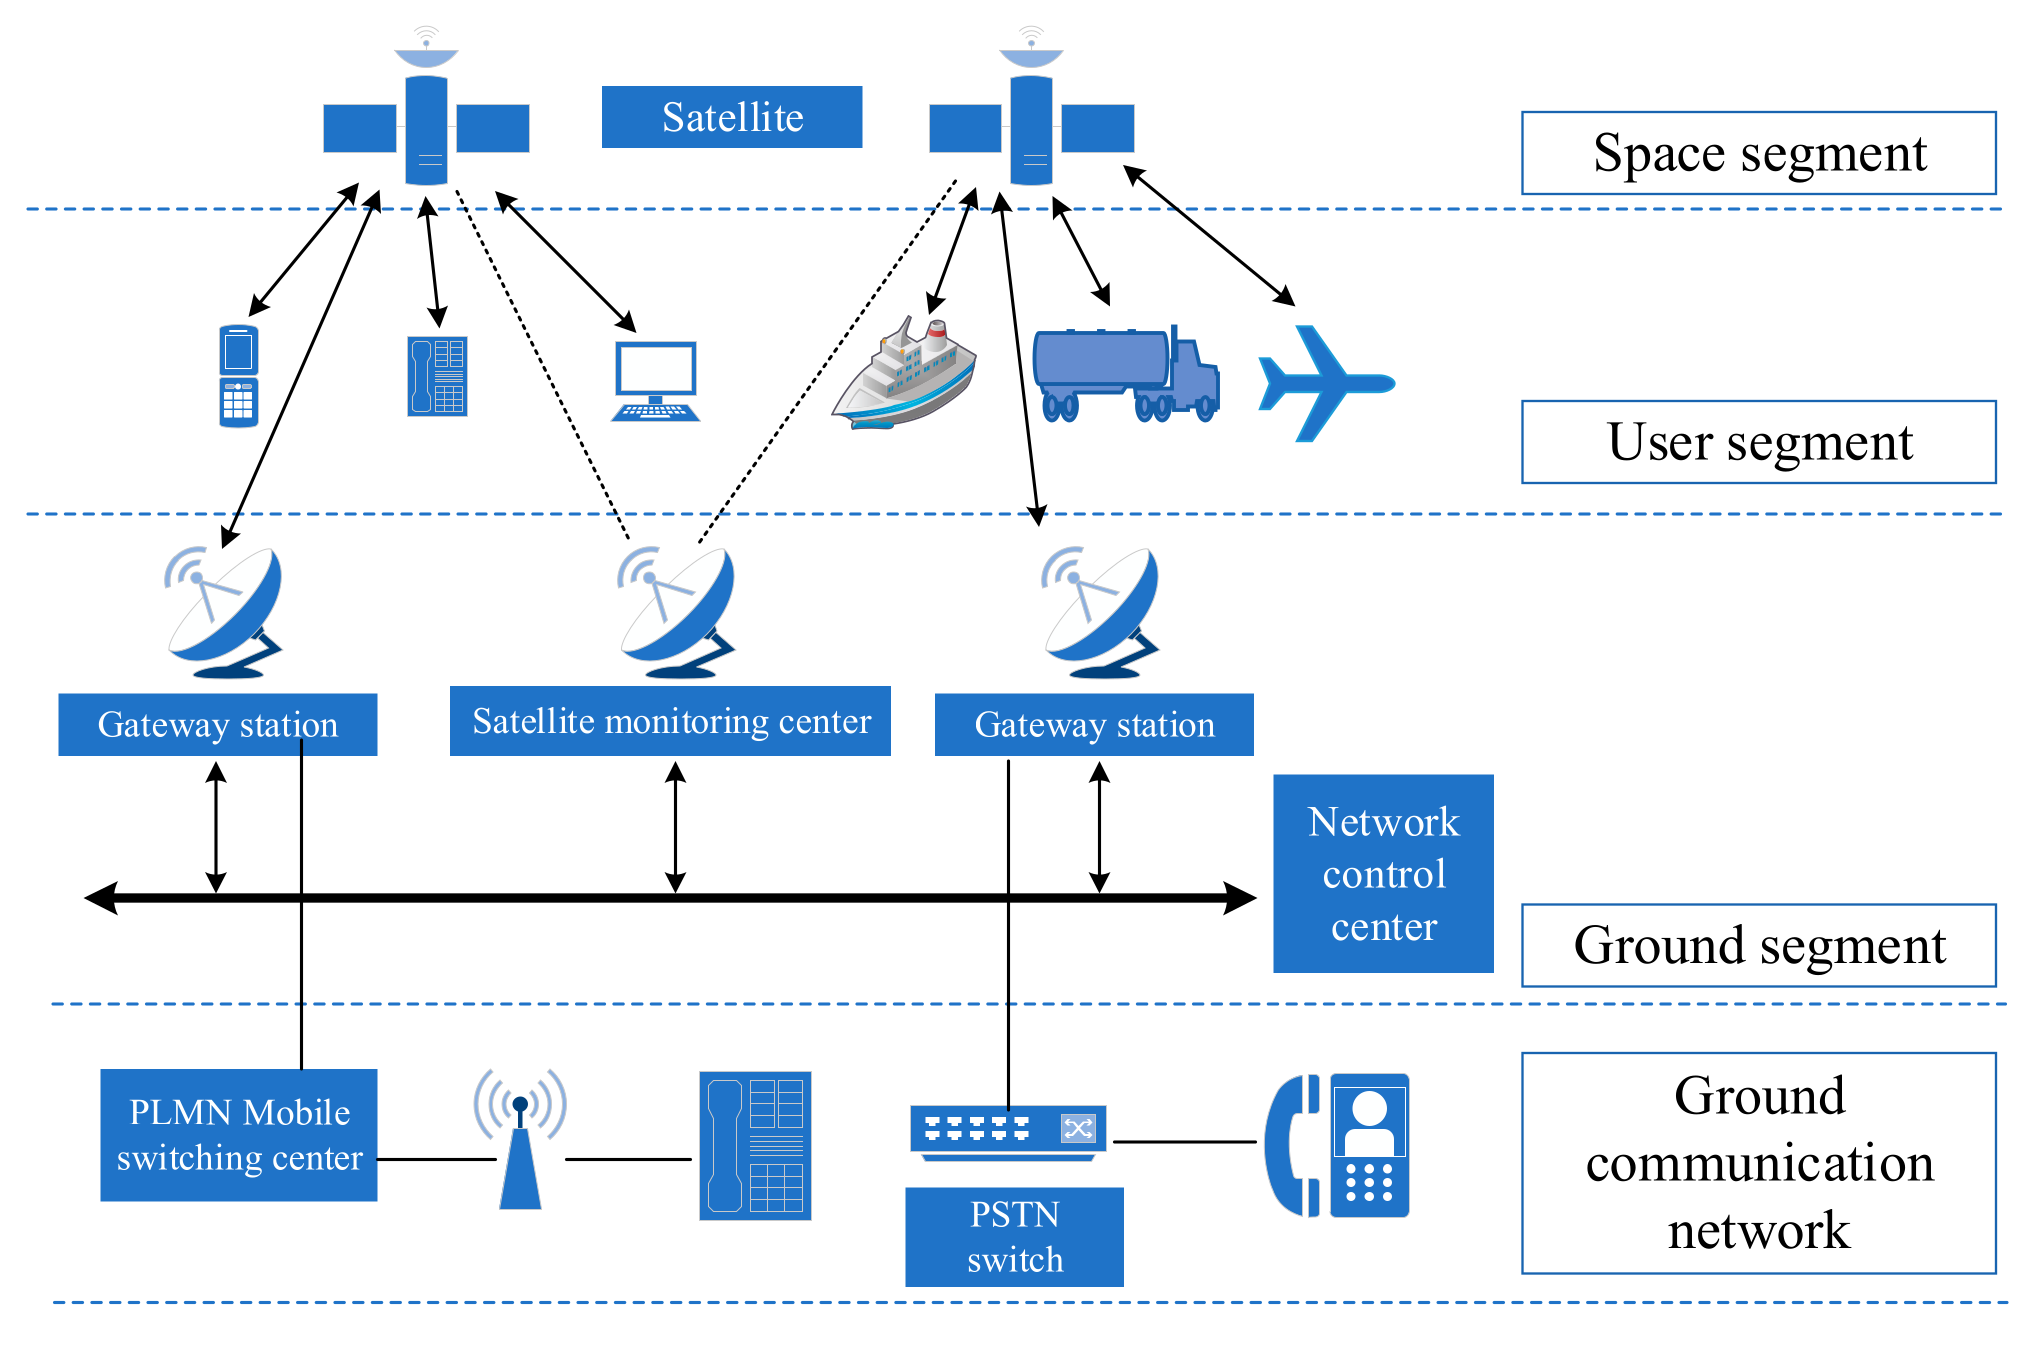 Satellite
Space segment
User segment
Gateway station
Satellite monitoring center
Gateway station
Network
control
center
Ground segment
PLMN Mobile
switching center
PSTN
switch
Ground
communication
network